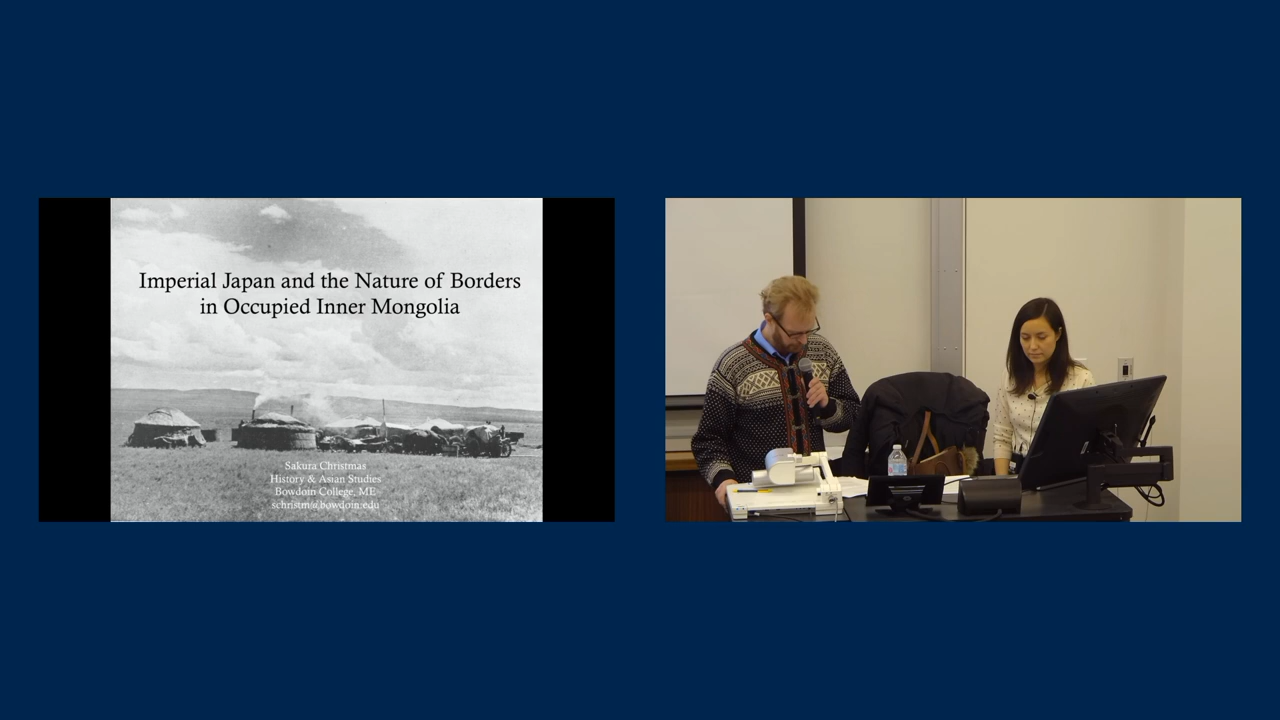 Imperial Japan and the Nature of Borders
in Occupied Inner Mongolia
Sakura Christmas
History & Asian Studies
Bowdoin College, ME
schristm@bowdoin.edu